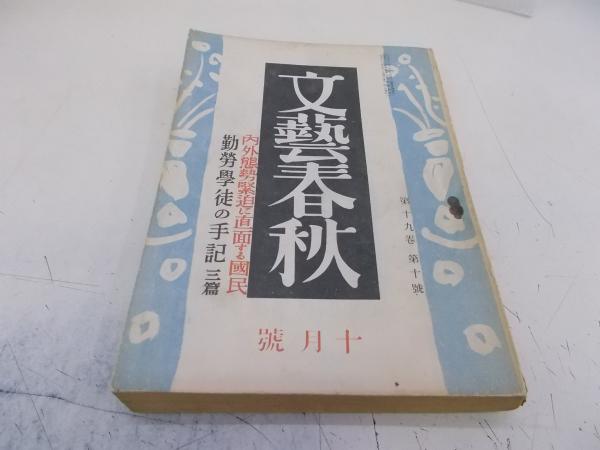 文藝春秋
第十九卷 第十號
内外態勢緊迫に直面する國民
勤勞學徒の手記 三篇
十月號